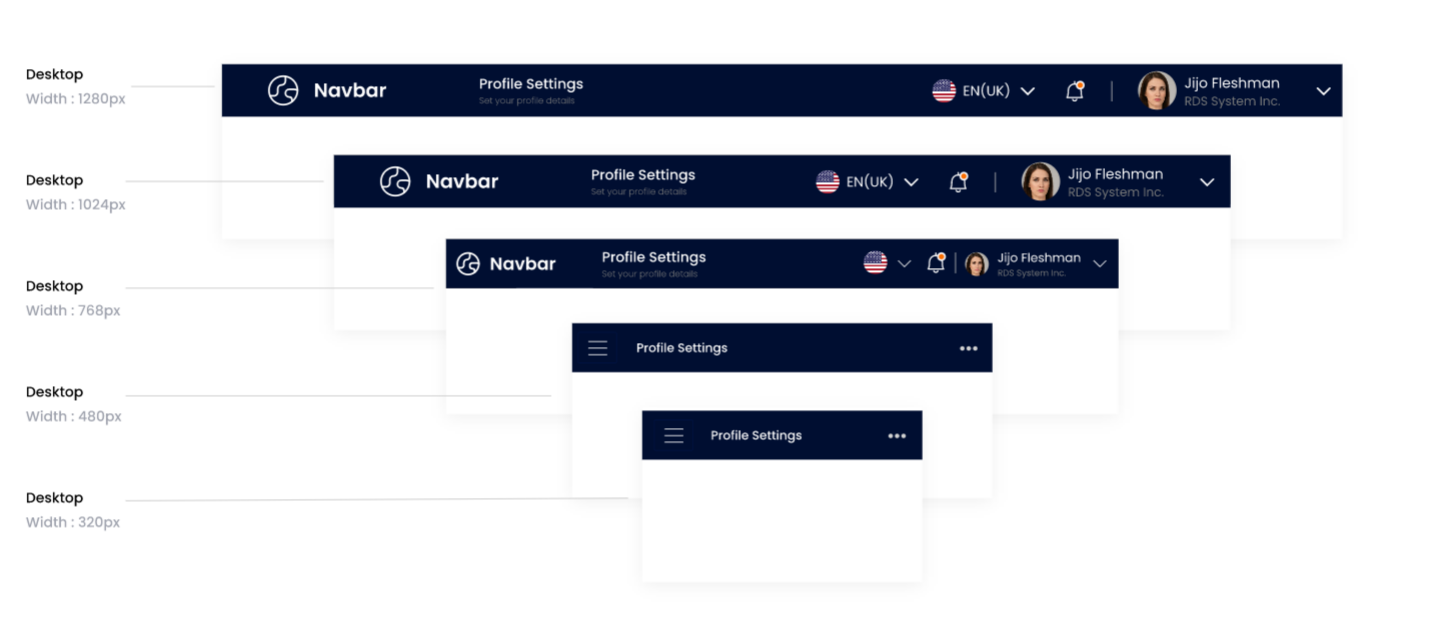 Desktop
Width : 1280px
Navbar
Profile Settings
Set your profile details
EN(UK)
Jijo Fleshman
RDS System Inc.
Desktop
Width : 1024px
Navbar
Profile Settings
Set your profile details
EN(UK)
Jijo Fleshman
RDS System Inc.
Desktop
Width : 768px
Navbar
Profile Settings
Set your profile details
Jijo Fleshman
RDS System Inc.
Desktop
Width : 480px
Profile Settings
Desktop
Width : 320px
Profile Settings